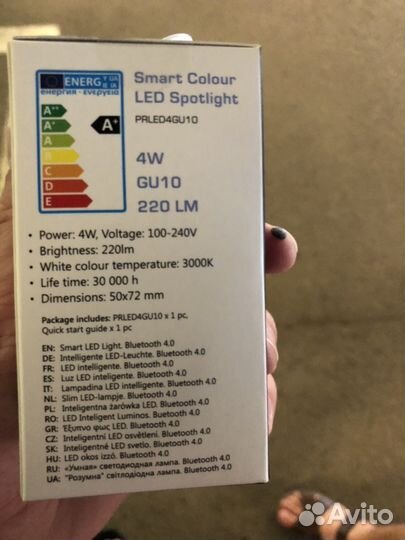 ENERG Y UA
IE IA
енергия · ενεργεια
A++
A+
A
B
C
D
E
A+
Smart Colour
LED Spotlight
PRLED4GU10
4W
GU10
220 LM
• Power: 4W, Voltage: 100-240V
• Brightness: 220lm
• White colour temperature: 3000K
• Life time: 30 000 h
• Dimensions: 50x72 mm
Package includes: PRLED4GU10 x 1 pc,
Quick start guide x 1 pc
EN: Smart LED Light. Bluetooth 4.0
DE: Intelligente LED-Leuchte. Bluetooth 4.0
FR: LED intelligente. Bluetooth 4.0
ES: Luz LED inteligente. Bluetooth 4.0
IT: Lampadina LED intelligente. Bluetooth 4.0
NL: Slim LED-lampje. Bluetooth 4.0
PL: Inteligentna żarówka LED. Bluetooth 4.0
RO: LED Inteligent Luminos. Bluetooth 4.0
GR: Έξυπνο φως LED. Bluetooth 4.0
CZ: Inteligentní LED osvětlení. Bluetooth 4.0
SK: Inteligentné LED svetlo. Bluetooth 4.0
HU: LED okos izzó. Bluetooth 4.0
RU: «Умная» светодиодная лампа. Bluetooth 4.0
UA: "Розумна" світлодіодна лампа. Bluetooth 4.0
Avito